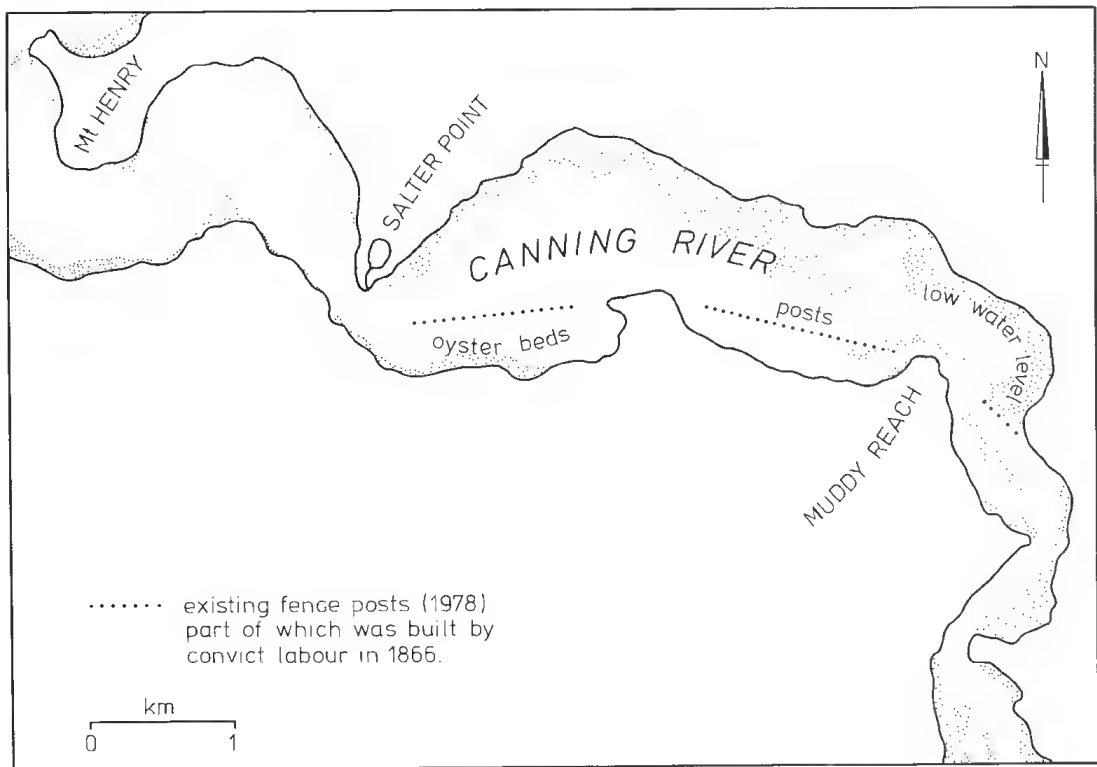 N
Mt HENRY
SALTER POINT
CANNING RIVER
low water level
posts
oyster beds
MUDDY REACH
existing fence posts (1978)
part of which was built by
convict labour in 1866.
km
0 1